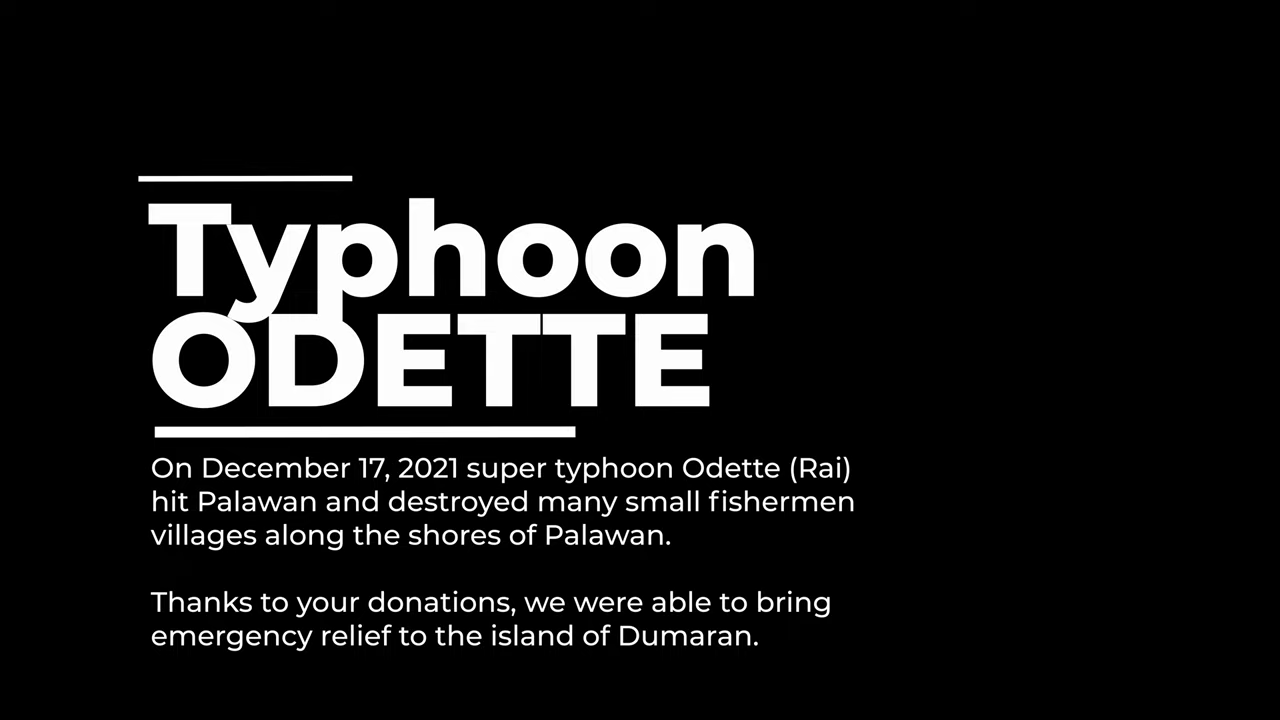 Typhoon
ODETTE
On December 17, 2021 super typhoon Odette (Rai)
hit Palawan and destroyed many small fishermen
villages along the shores of Palawan.
Thanks to your donations, we were able to bring
emergency relief to the island of Dumaran.